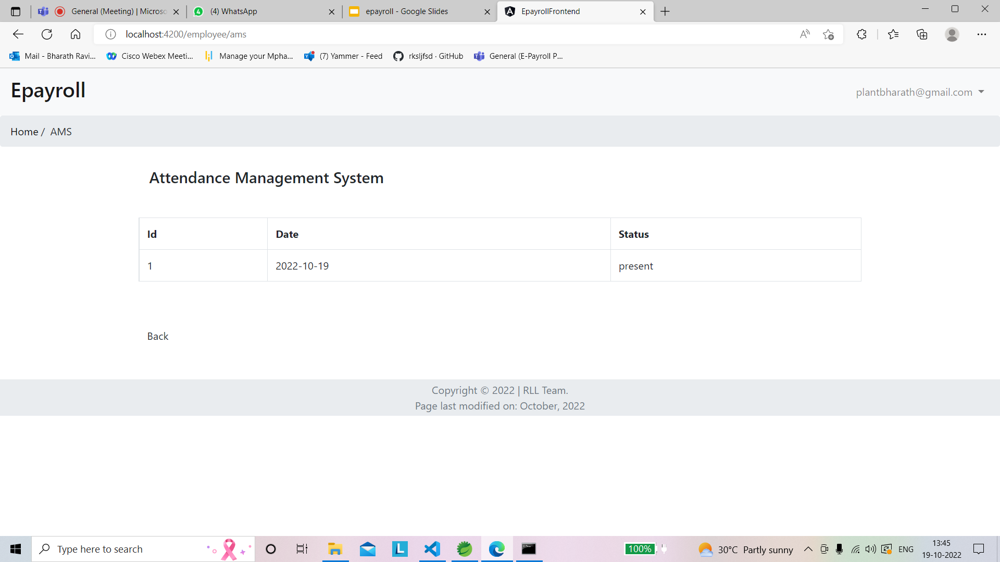 General (Meeting) | Microso
(4) WhatsApp
epayroll - Google Slides
EpayrollFrontend
localhost:4200/employee/ams
Mail - Bharath Ravi...
Cisco Webex Meeti...
Manage your Mpha...
(7) Yammer - Feed
rksljfsd · GitHub
General (E-Payroll P...
Epayroll
plantbharath@gmail.com
Home / AMS
Attendance Management System
Id Date Status
1 2022-10-19 present
Back
Copyright © 2022 | RLL Team.
Page last modified on: October, 2022
Type here to search
100%
30°C Partly sunny
ENG
13:45
19-10-2022